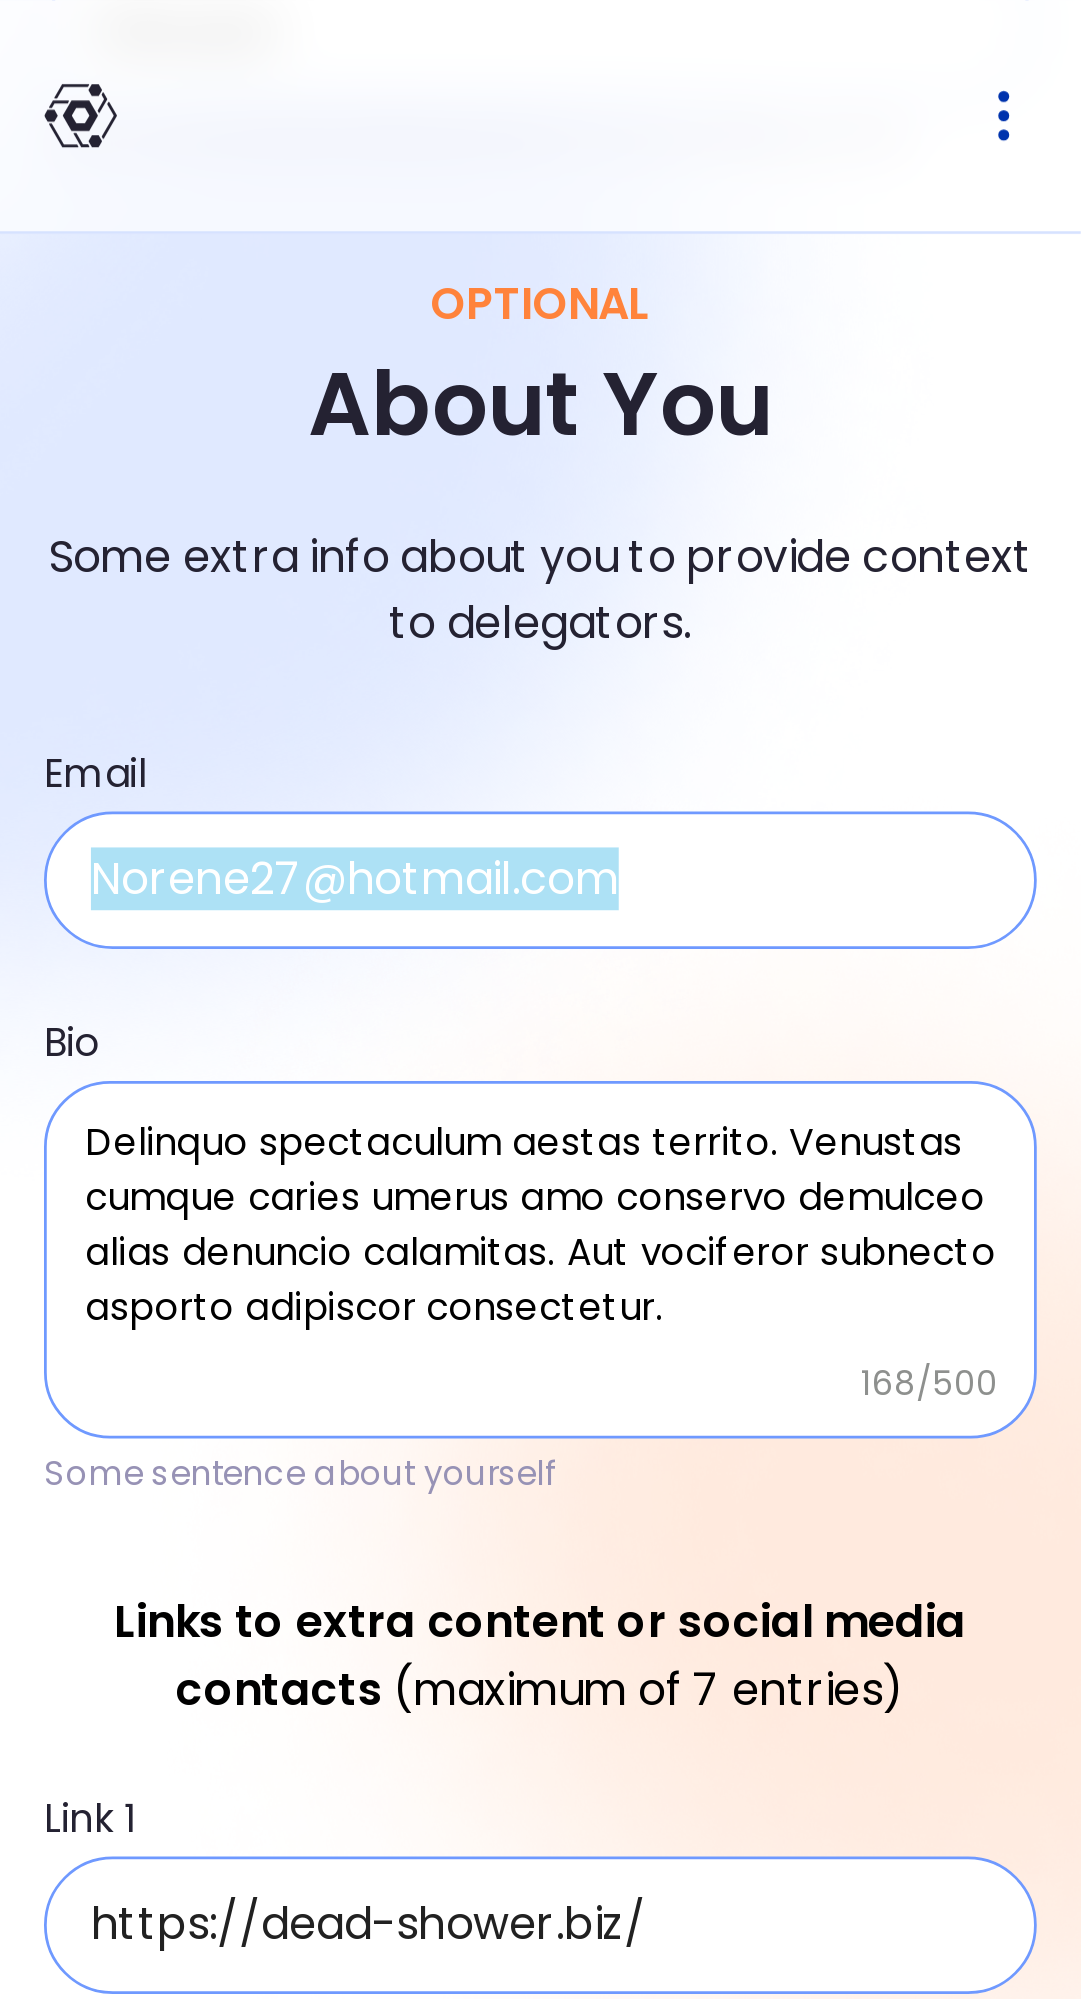 OPTIONAL
About You
Some extra info about you to provide context
to delegators.
Email
Norene27@hotmail.com
Bio
Delinquo spectaculum aestas territo. Venustas
cumque caries umerus amo conservo demulceo
alias denuncio calamitas. Aut vociferor subnecto
asporto adipiscor consectetur.
168/500
Some sentence about yourself
Links to extra content or social media
contacts (maximum of 7 entries)
Link 1
https://dead-shower.biz/